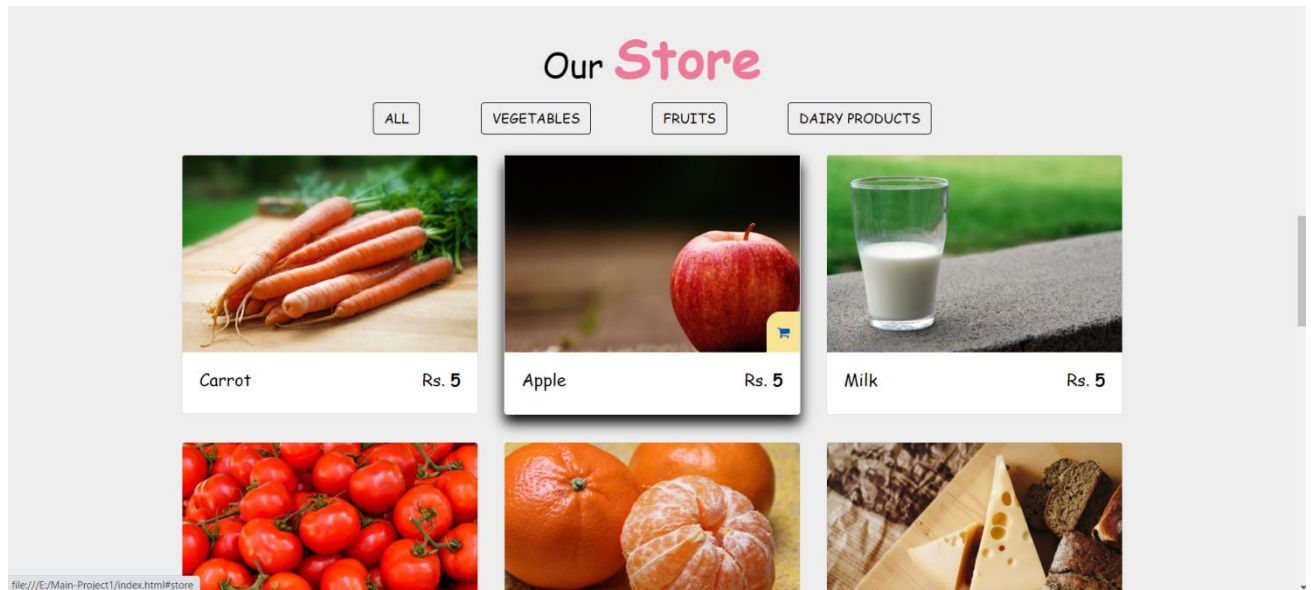 Our Store
ALL VEGETABLES FRUITS DAIRY PRODUCTS
Carrot Rs. 5 Apple Rs. 5 Milk Rs. 5
file:///E:/Main-Project1/index.html#store